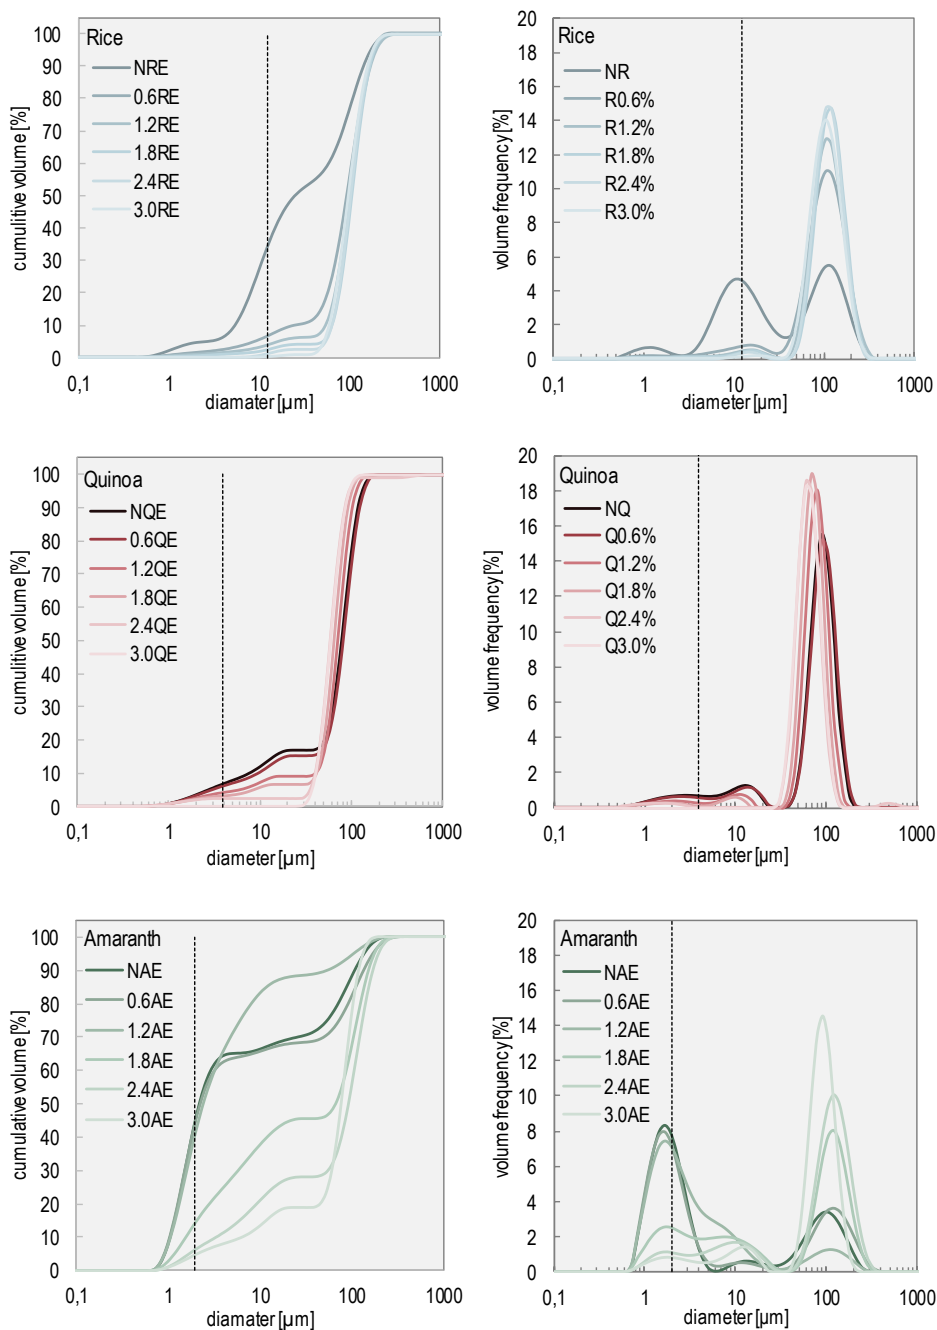 Rice
NRE
0.6RE
1.2RE
1.8RE
2.4RE
3.0RE
cumulitive volume [%]
100
90
80
70
60
50
40
30
20
10
0
0,1 1 10 100 1000
diamater [µm]
Rice
NR
R0.6%
R1.2%
R1.8%
R2.4%
R3.0%
volume frequency [%]
20
18
16
14
12
10
8
6
4
2
0
0,1 1 10 100 1000
diameter [µm]
Quinoa
NQE
0.6QE
1.2QE
1.8QE
2.4QE
3.0QE
cumulitive volume [%]
100
90
80
70
60
50
40
30
20
10
0
0,1 1 10 100 1000
diameter [µm]
Quinoa
NQ
Q0.6%
Q1.2%
Q1.8%
Q2.4%
Q3.0%
volume frequency [%]
20
18
16
14
12
10
8
6
4
2
0
0,1 1 10 100 1000
diameter [µm]
Amaranth
NAE
0.6AE
1.2AE
1.8AE
2.4AE
3.0AE
cumulative volume [%]
100
90
80
70
60
50
40
30
20
10
0
0,1 1 10 100 1000
diameter [µm]
Amaranth
NAE
0.6AE
1.2AE
1.8AE
2.4AE
3.0AE
volume frequency [%]
20
18
16
14
12
10
8
6
4
2
0
0,1 1 10 100 1000
diameter [µm]